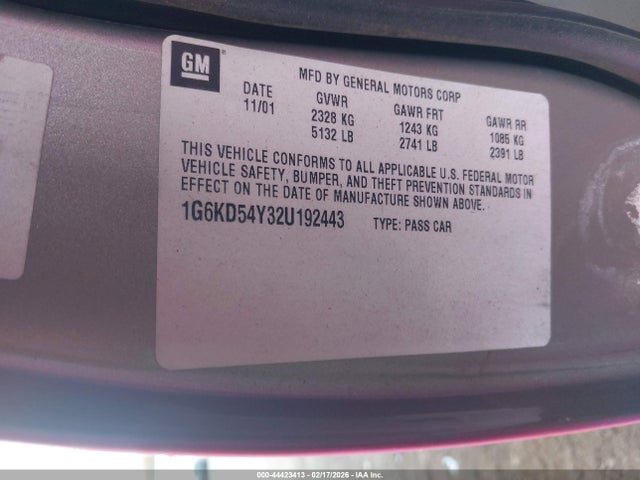 GM
MFD BY GENERAL MOTORS CORP
DATE GVWR GAWR FRT GAWR RR
11/01 2328 KG 1243 KG 1085 KG
5132 LB 2741 LB 2391 LB
THIS VEHICLE CONFORMS TO ALL APPLICABLE U.S. FEDERAL MOTOR
VEHICLE SAFETY, BUMPER, AND THEFT PREVENTION STANDARDS IN
EFFECT ON THE DATE OF MANUFACTURE SHOWN ABOVE.
1G6KD54Y32U192443 TYPE: PASS CAR
000-44423413 - 02/17/2026 - Copyright © IAA, Inc.